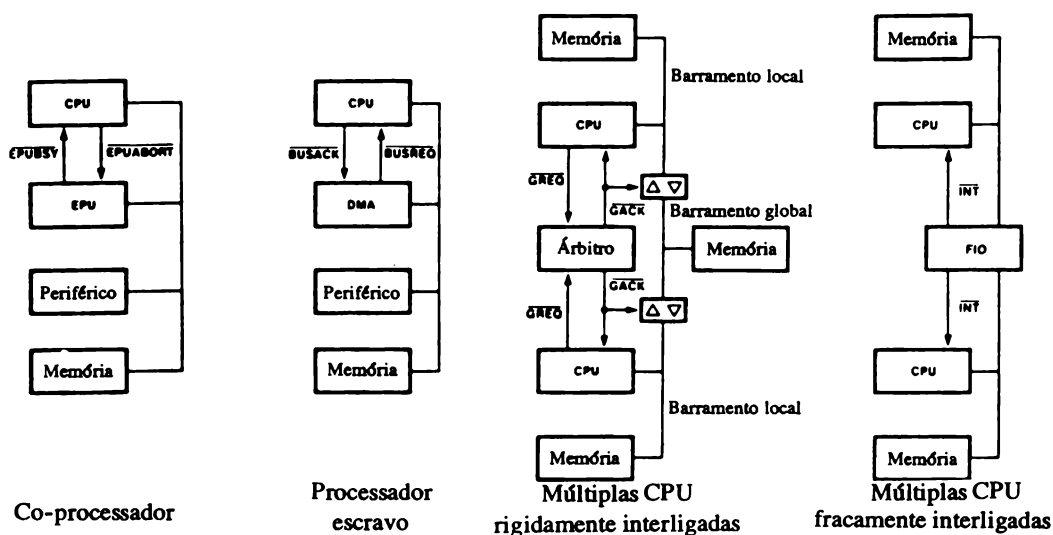 CPU
EPUBSY
EPUABORT
EPU
Periférico
Memória
Co-processador
CPU
BUSACK
BUSREQ
DMA
Periférico
Memória
Processador
escravo
Memória
Barramento local
CPU
GREQ
GACK
Barramento global
Árbitro
Memória
GREQ
GACK
CPU
Barramento local
Memória
Múltiplas CPU
rigidamente interligadas
Memória
CPU
INT
FIO
INT
CPU
Memória
Múltiplas CPU
fracamente interligadas